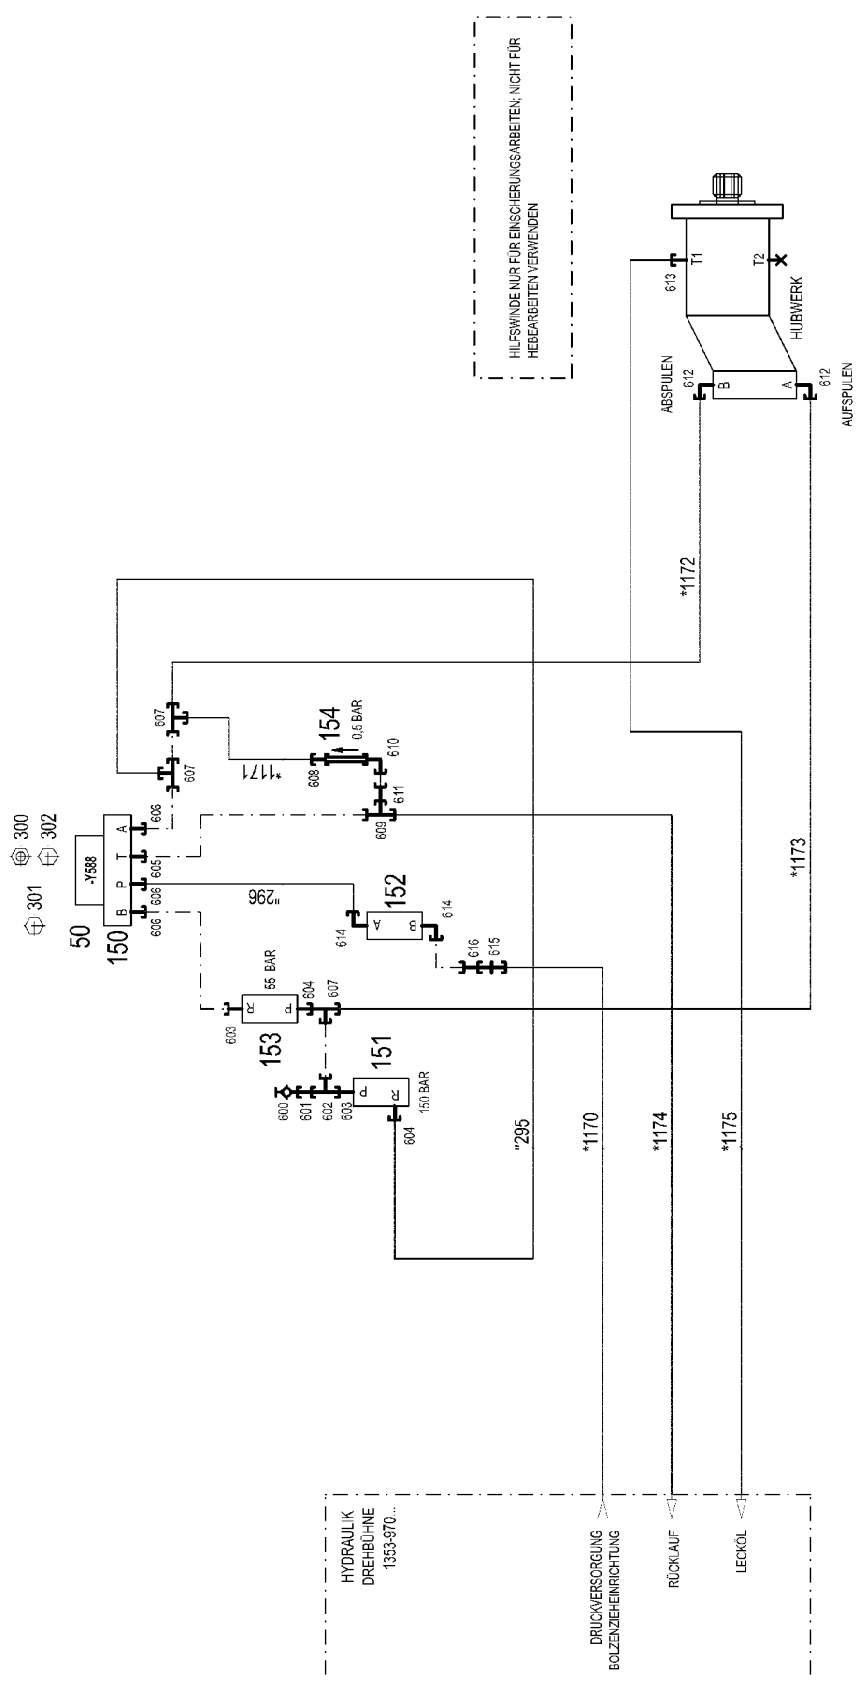 HILFSWINDE NUR FÜR EINSCHERUNGSARBEITEN; NICHT FÜR
HEBEARBEITEN VERWENDEN
613
T1
T2
HUBWERK
ABSPULEN
612
B
A
612
AUFSPULEN
*1172
607
154
0,5 BAR
607
*1171
608
610
611
609
300
302
301
606
A
-Y588
T
605
P
606
B
606
50
150
"296
*1173
152
614
A
B
614
616
615
55 BAR
R
P
604
607
603
153
151
600
601
602
603
P
R
150 BAR
604
"295
*1170
*1174
*1175
HYDRAULIK
DREHBÜHNE
1353-970...
DRUCKVERSORGUNG
BOLZENZIEHEINRICHTUNG
RÜCKLAUF
LECKÖL